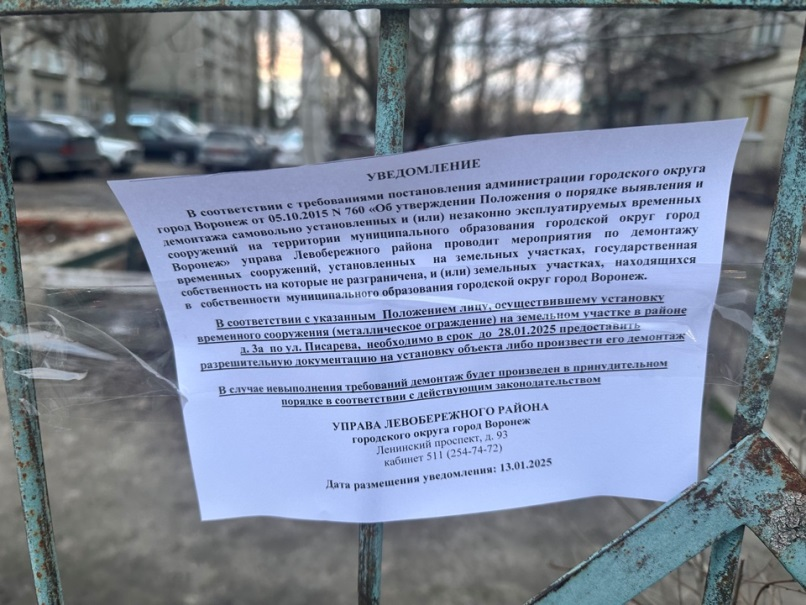 УВЕДОМЛЕНИЕ
В соответствии с требованиями постановления администрации городского округа
город Воронеж от 05.10.2015 N 760 «Об утверждении Положения о порядке выявления и
демонтажа самовольно установленных и (или) незаконно эксплуатируемых временных
сооружений на территории муниципального образования городской округ город
Воронеж» управа Левобережного района проводит мероприятия по демонтажу
временных сооружений, установленных на земельных участках, государственная
собственность на которые не разграничена, и (или) земельных участках, находящихся
в собственности муниципального образования городской округ город Воронеж.
В соответствии с указанным Положением лицу, осуществившему установку
временного сооружения (металлическое ограждение) на земельном участке в районе
д. 3а по ул. Писарева, необходимо в срок до 28.01.2025 предоставить
разрешительную документацию на установку объекта либо произвести его демонтаж
В случае невыполнения требований демонтаж будет произведен в принудительном
порядке в соответствии с действующим законодательством
УПРАВА ЛЕВОБЕРЕЖНОГО РАЙОНА
городского округа город Воронеж
Ленинский проспект, д. 93
кабинет 511 (254-74-72)
Дата размещения уведомления: 13.01.2025